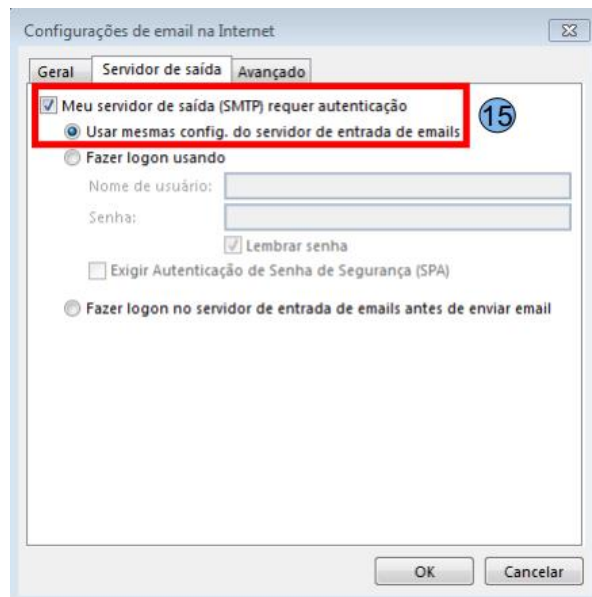 Configurações de email na Internet
Geral Servidor de saída Avançado
Meu servidor de saída (SMTP) requer autenticação
Usar mesmas config. do servidor de entrada de emails
15
Fazer logon usando
Nome de usuário:
Senha:
Lembrar senha
Exigir Autenticação de Senha de Segurança (SPA)
Fazer logon no servidor de entrada de emails antes de enviar email
OK Cancelar